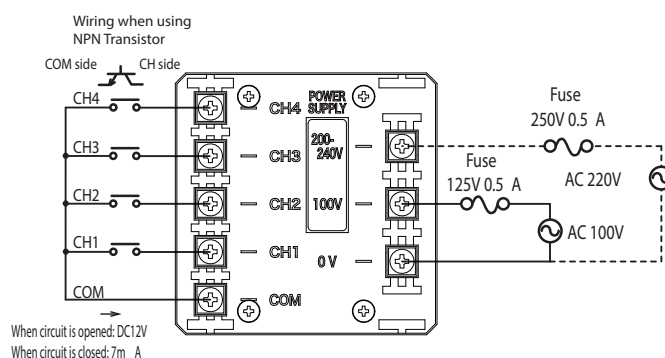 Wiring when using
NPN Transistor
COM side
CH side
CH4
CH3
CH2
CH1
COM
When circuit is opened: DC12V
When circuit is closed: 7m A
CH4
CH3
CH2
CH1
COM
POWER
SUPPLY
200-
240V
100V
0 V
Fuse
250V 0.5 A
Fuse
125V 0.5 A
AC 220V
AC 100V